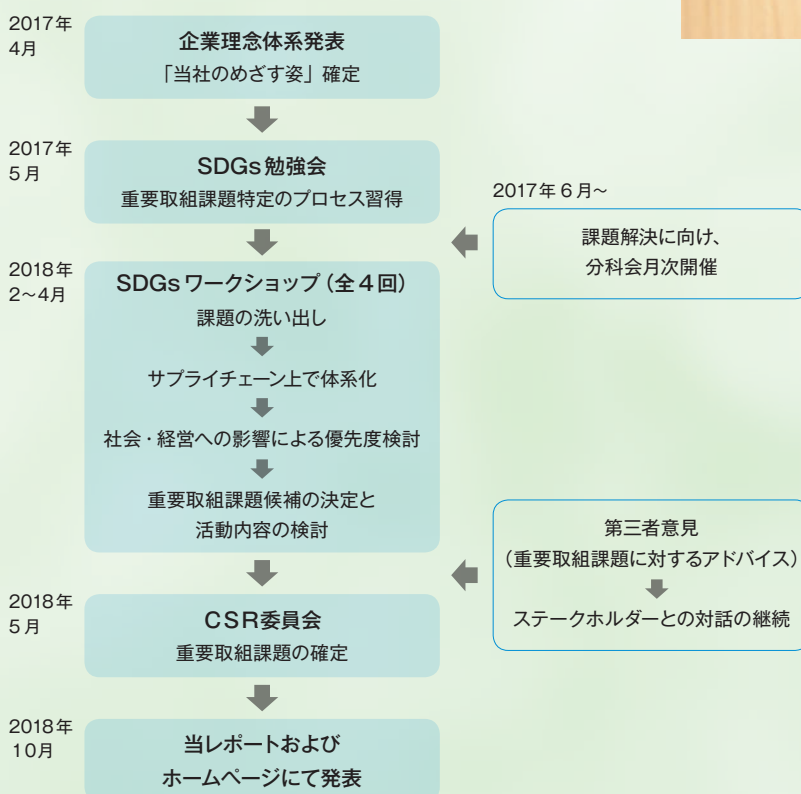 2017年
4月
企業理念体系発表
「当社のめざす姿」確定
2017年
5月
SDGs勉強会
重要取組課題特定のプロセス習得
2017年6月~
課題解決に向け、
分科会月次開催
2018年
2~4月
SDGsワークショップ(全4回)
課題の洗い出し
サプライチェーン上で体系化
社会・経営への影響による優先度検討
重要取組課題候補の決定と
活動内容の検討
第三者意見
(重要取組課題に対するアドバイス)
ステークホルダーとの対話の継続
2018年
5月
CSR委員会
重要取組課題の確定
2018年
10月
当レポートおよび
ホームページにて発表